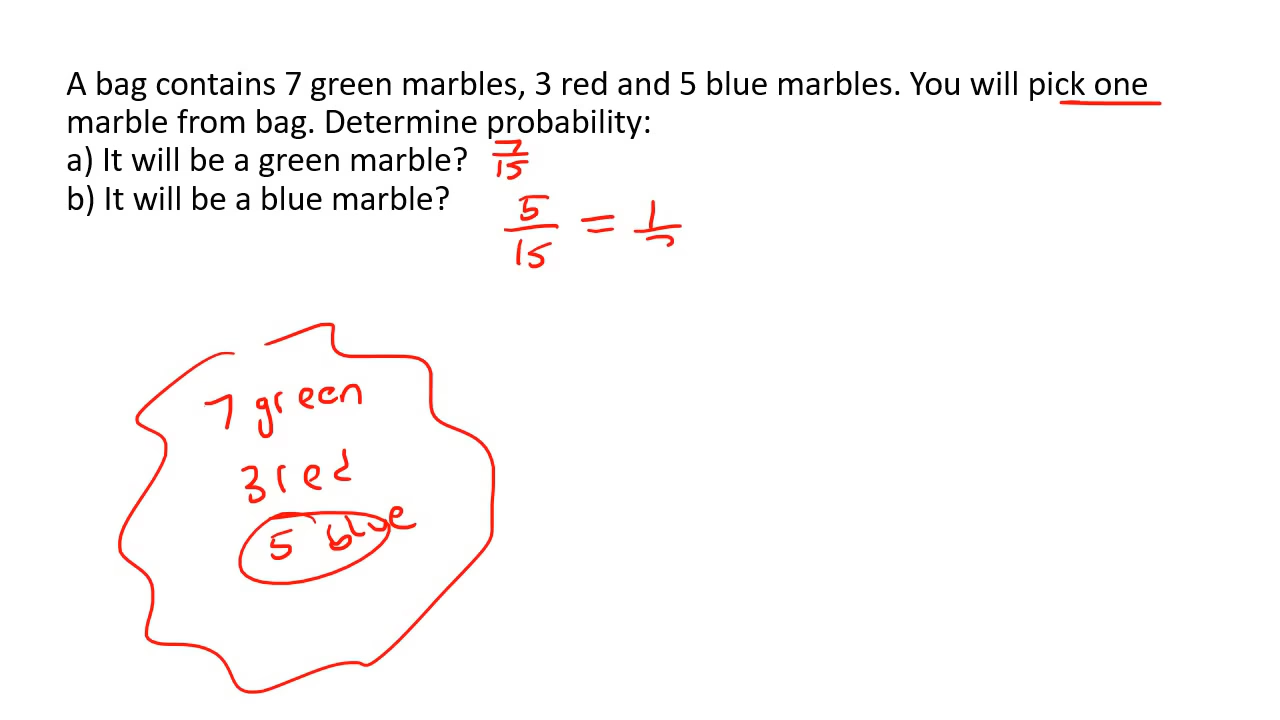 A bag contains 7 green marbles, 3 red and 5 blue marbles. You will pick one
marble from bag. Determine probability:
a) It will be a green marble? 7/15
b) It will be a blue marble?
5/15 = 1/
7 green
3 red
5 blue